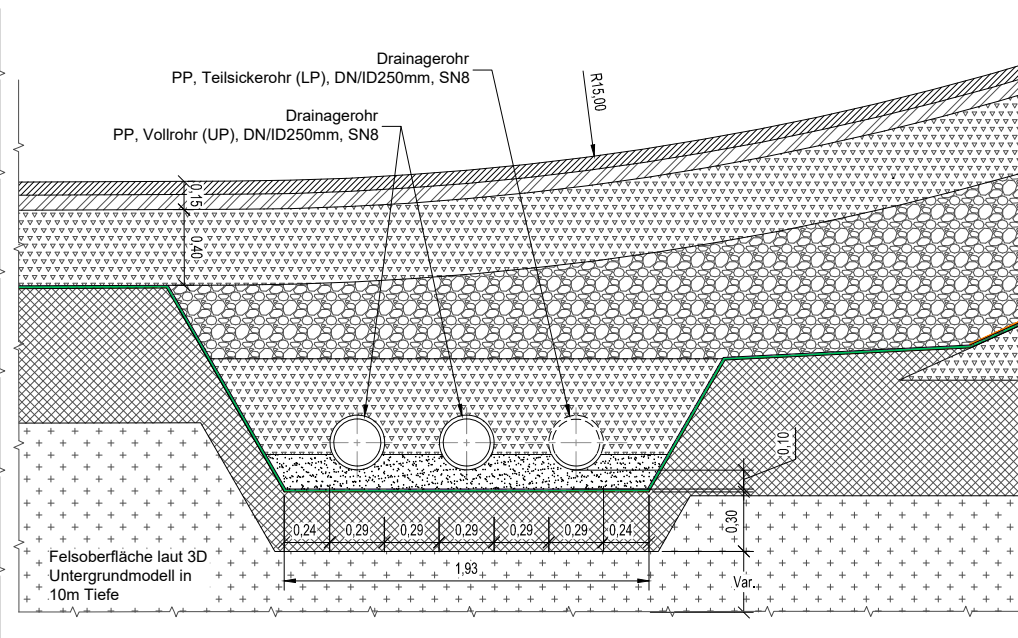 Drainagerohr
PP, Teilsickerohr (LP), DN/ID250mm, SN8
Drainagerohr
PP, Vollrohr (UP), DN/ID250mm, SN8
R15,00
0,15
0,40
0,10
0,24 0,29 0,29 0,29 0,29 0,29 0,24
0,30
1,93
Var.
Felsoberfläche laut 3D
Untergrundmodell in
10m Tiefe